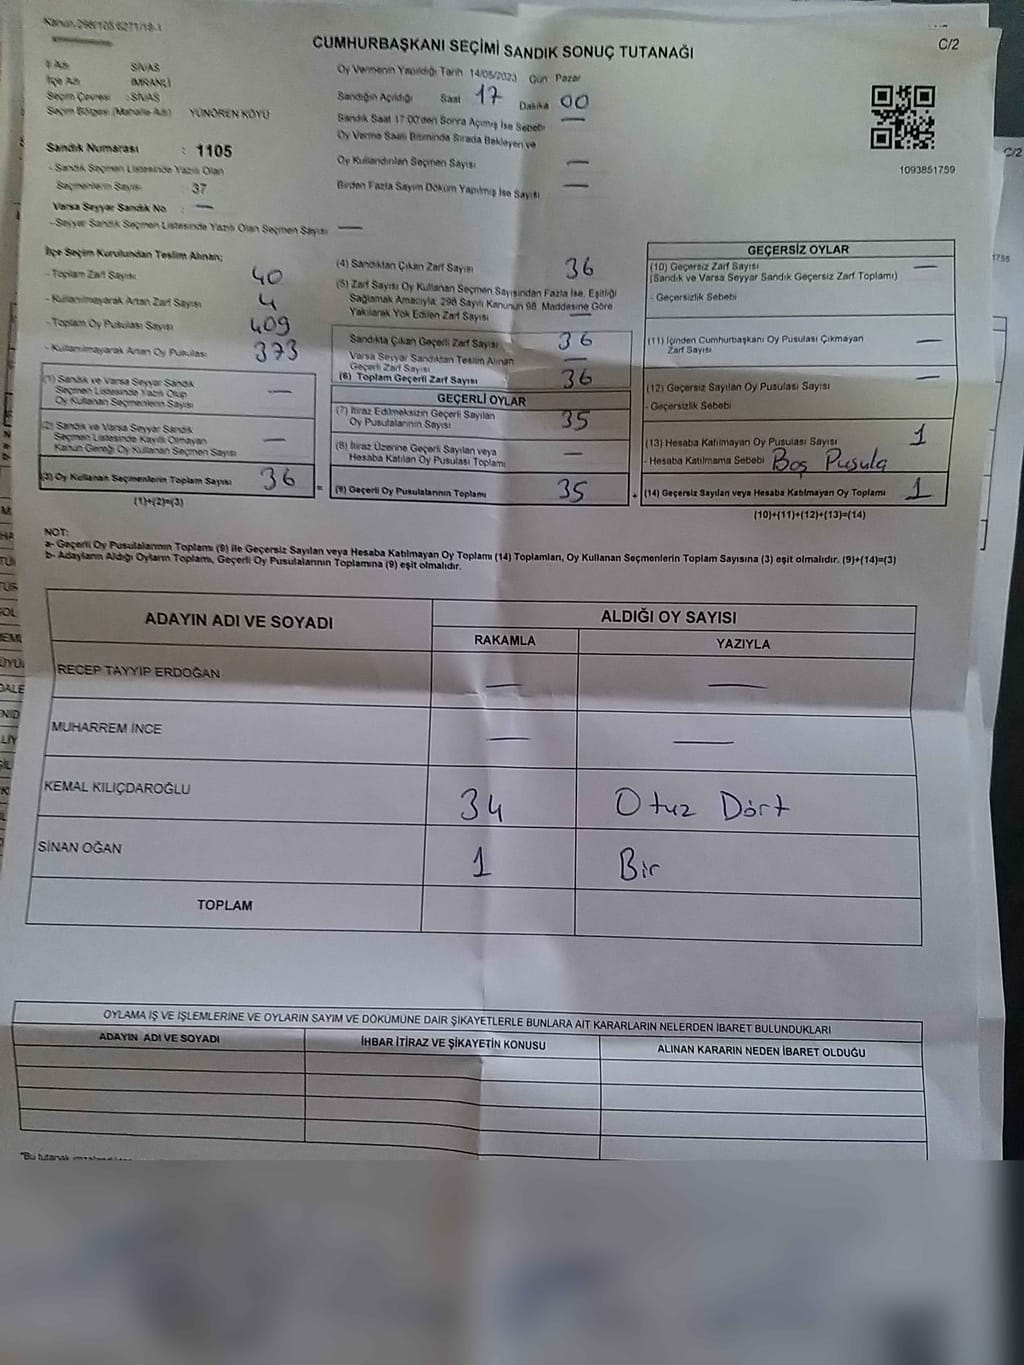 Kanun 298/105 6271/18-1
C/2
CUMHURBAŞKANI SEÇİMİ SANDIK SONUÇ TUTANAĞI
İl Adı SİVAS
İlçe Adı İMRANLI
Seçim Çevresi : SİVAS
Seçim Bölgesi (Mahalle Adı) YÜNÖREN KÖYÜ
Oy Vermenin Yapıldığı Tarih 14/05/2023 Gün Pazar
Sandığın Açıldığı Saat 17 Dakika 00
Sandık Saat 17:00'den Sonra Açımış İse Sebebi —
Oy Verme Saati Bitiminde Sırada Bekleyen ve
Oy Kullandırılan Seçmen Sayısı —
Birden Fazla Sayım Döküm Yapılmış İse Sayısı —
1093851759
Sandık Numarası : 1105
- Sandık Seçmen Listesinde Yazılı Olan
Seçmenlerin Sayısı : 37
Varsa Seyyar Sandık No : —
- Seyyar Sandık Seçmen Listesinde Yazılı Olan Seçmen Sayısı —
İlçe Seçim Kurulundan Teslim Alınan;
- Toplam Zarf Sayısı 40
- Kullanılmayarak Artan Zarf Sayısı 4
- Toplam Oy Pusulası Sayısı 409
- Kullanılmayarak Artan Oy Pusulası 373
(1) Sandık ve Varsa Seyyar Sandık
Seçmen Listesinde Yazılı Olup
Oy Kullanan Seçmenlerin Sayısı —
(2) Sandık ve Varsa Seyyar Sandık
Seçmen Listesinde Kayıtlı Olmayan
Kanun Gereği Oy Kullanan Seçmen Sayısı —
(3) Oy Kullanan Seçmenlerin Toplam Sayısı 36
(1)+(2)=(3)
(4) Sandıktan Çıkan Zarf Sayısı 36
(5) Zarf Sayısı Oy Kullanan Seçmen Sayısından Fazla İse, Eşitliği
Sağlamak Amacıyla, 298 Sayılı Kanunun 98. Maddesine Göre
Yakılarak Yok Edilen Zarf Sayısı —
Sandıkta Çıkan Geçerli Zarf Sayısı 36
Varsa Seyyar Sandıktan Teslim Alınan
Geçerli Zarf Sayısı —
(6) Toplam Geçerli Zarf Sayısı 36
GEÇERLİ OYLAR
(7) İtiraz Edilmeksizin Geçerli Sayılan
Oy Pusulalarının Sayısı 35
(8) İtiraz Üzerine Geçerli Sayılan veya
Hesaba Katılan Oy Pusulası Toplamı —
= (9) Geçerli Oy Pusulalarının Toplamı 35
GEÇERSİZ OYLAR
(10) Geçersiz Zarf Sayısı —
(Sandık ve Varsa Seyyar Sandık Geçersiz Zarf Toplamı)
- Geçersizlik Sebebi
(11) İçinden Cumhurbaşkanı Oy Pusulası Çıkmayan
Zarf Sayısı —
(12) Geçersiz Sayılan Oy Pusulası Sayısı —
- Geçersizlik Sebebi
(13) Hesaba Katılmayan Oy Pusulası Sayısı 1
- Hesaba Katılmama Sebebi Boş Pusula
+ (14) Geçersiz Sayılan veya Hesaba Katılmayan Oy Toplamı 1
(10)+(11)+(12)+(13)=(14)
NOT:
a- Geçerli Oy Pusulalarının Toplamı (9) ile Geçersiz Sayılan veya Hesaba Katılmayan Oy Toplamı (14) Toplamları, Oy Kullanan Seçmenlerin Toplam Sayısına (3) eşit olmalıdır. (9)+(14)=(3)
b- Adayların Aldığı Oyların Toplamı, Geçerli Oy Pusulalarının Toplamına (9) eşit olmalıdır.
ADAYIN ADI VE SOYADI ALDIĞI OY SAYISI
RAKAMLA YAZIYLA
RECEP TAYYİP ERDOĞAN — —
MUHARREM İNCE — —
KEMAL KILIÇDAROĞLU 34 Otuz Dört
SİNAN OĞAN 1 Bir
TOPLAM
OYLAMA İŞ VE İŞLEMLERİNE VE OYLARIN SAYIM VE DÖKÜMÜNE DAİR ŞİKAYETLERLE BUNLARA AİT KARARLARIN NELERDEN İBARET BULUNDUKLARI
ADAYIN ADI VE SOYADI İHBAR İTİRAZ VE ŞİKAYETİN KONUSU ALINAN KARARIN NEDEN İBARET OLDUĞU
*Bu tutanak